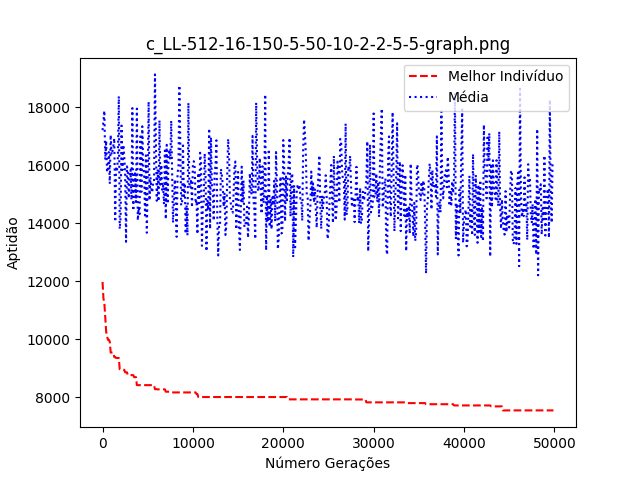 c_LL-512-16-150-5-50-10-2-2-5-5-graph.png
Melhor Indivíduo
Média
18000
16000
14000
12000
10000
8000
Aptidão
0 10000 20000 30000 40000 50000
Número Gerações